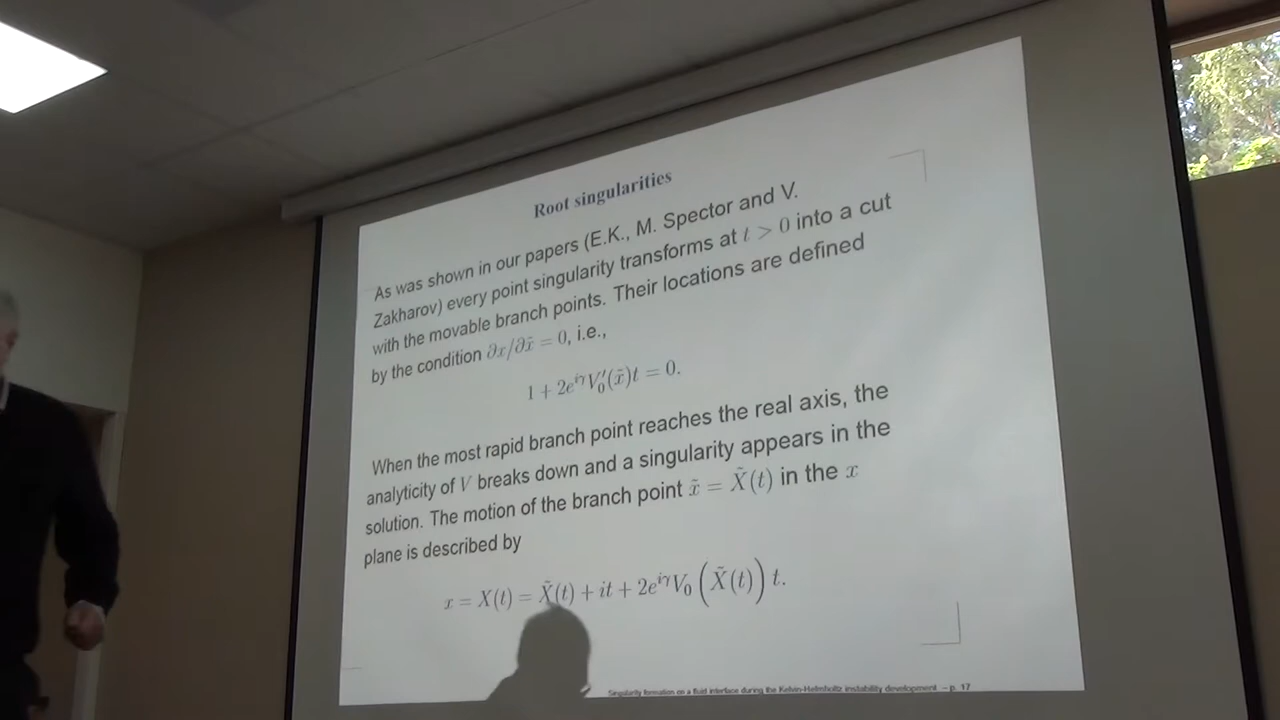 Root singularities
As was shown in our papers (E.K., M. Spector and V.
Zakharov) every point singularity transforms at t > 0 into a cut
with the movable branch points. Their locations are defined
by the condition ∂x/∂x̃ = 0, i.e.,
1 + 2e^{iγ}V₀′(x̃)t = 0.
When the most rapid branch point reaches the real axis, the
analyticity of V breaks down and a singularity appears in the
solution. The motion of the branch point x̃ = X̃(t) in the x
plane is described by
x = X(t) = X̃(t) + it + 2e^{iγ}V₀(X̃(t)) t.
Singularity formation on a fluid interface during the Kelvin-Helmholtz instability development – p. 17